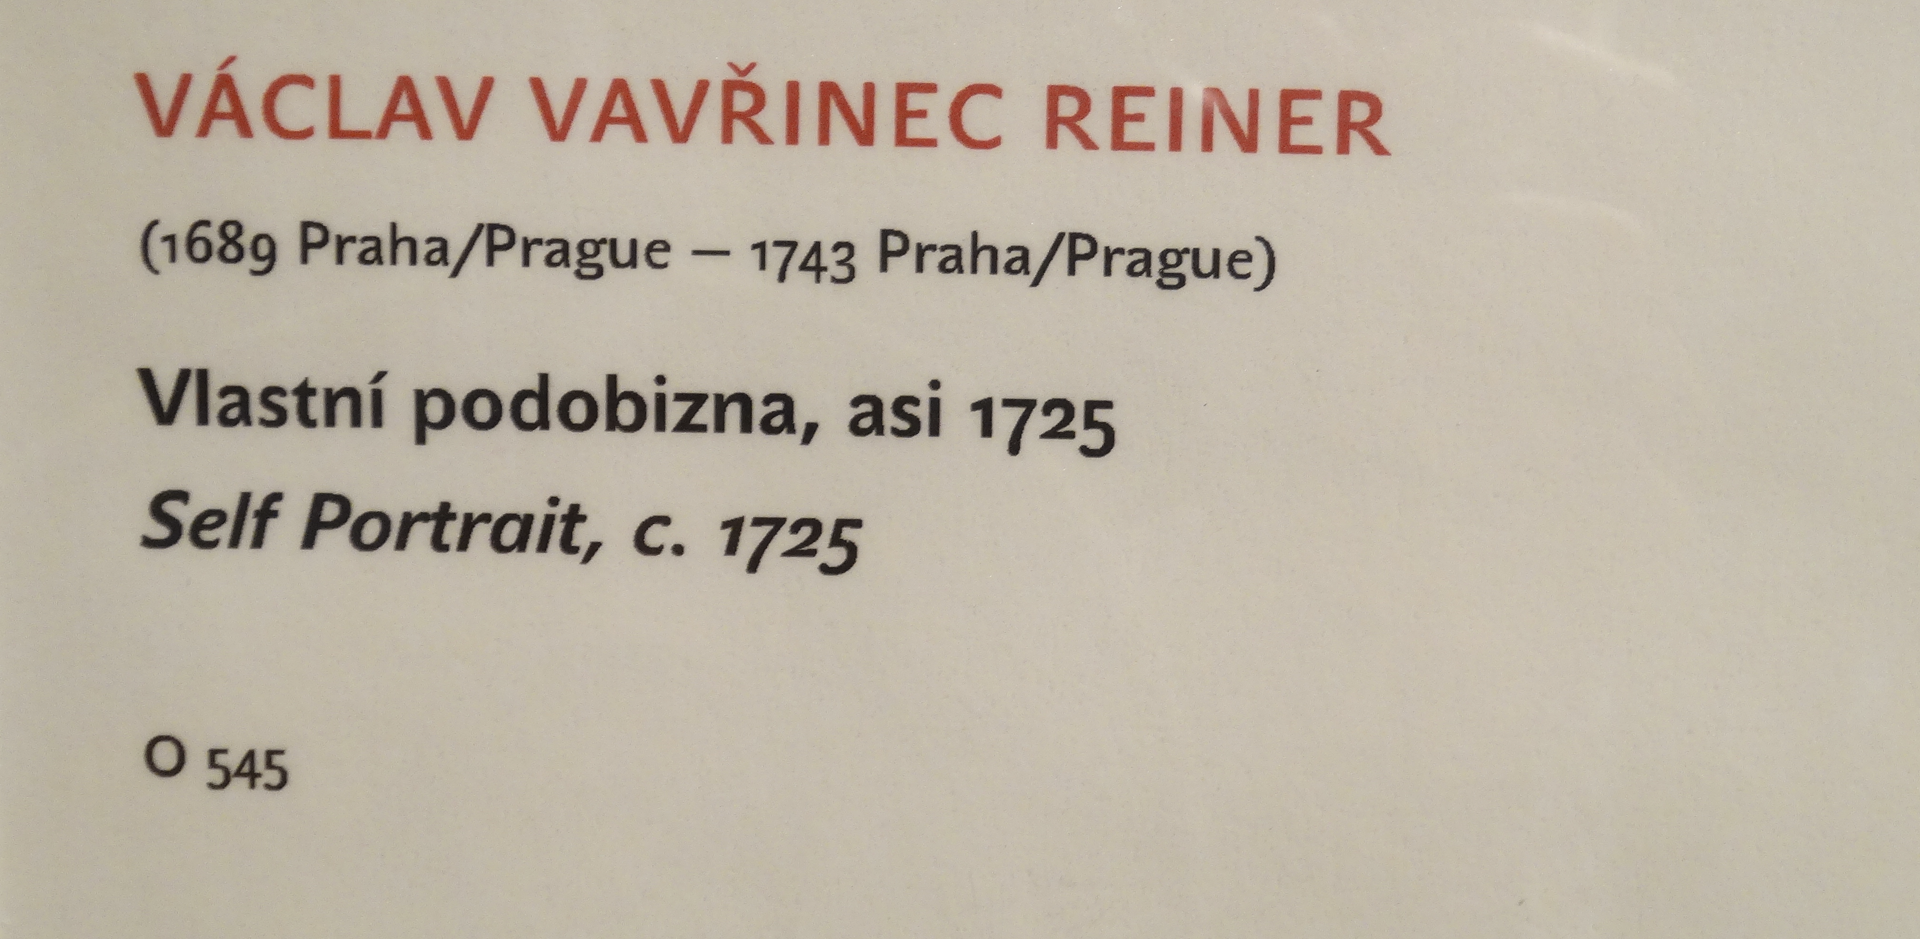 VÁCLAV VAVŘINEC REINER
(1689 Praha/Prague – 1743 Praha/Prague)
Vlastní podobizna, asi 1725
Self Portrait, c. 1725
O 545